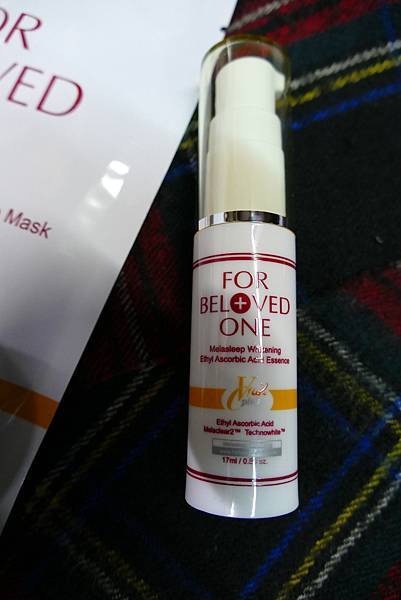 OR
VED
Mask
FOR
BELOVED
ONE
Melasleep Whitening
Ethyl Ascorbic Acid Essence
Ethyl Ascorbic Acid
Melaclear2™ Technowhite™
17ml / 0. oz.